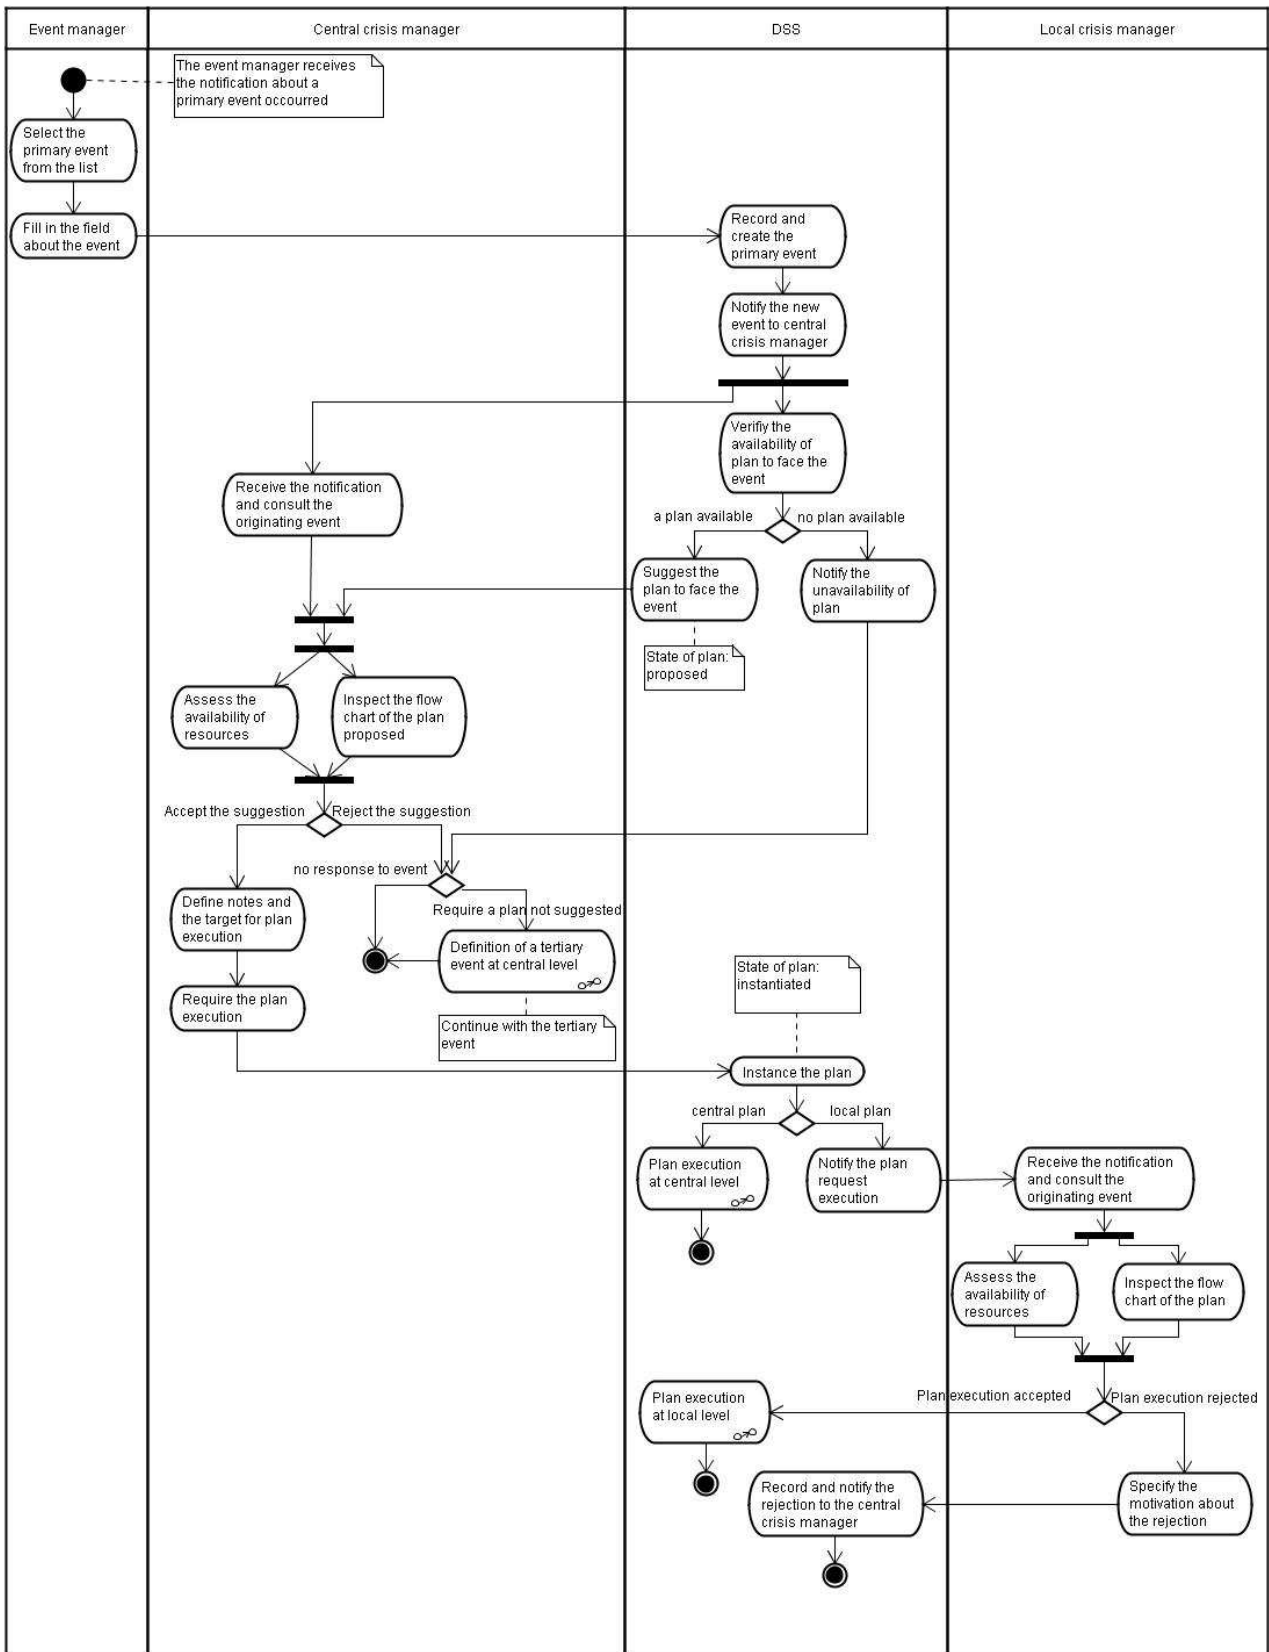 Event manager
Central crisis manager
DSS
Local crisis manager
The event manager receives
the notification about a
primary event occourred
Select the
primary event
from the list
Fill in the field
about the event
Record and
create the
primary event
Notify the new
event to central
crisis manager
Verifiy the
availability of
plan to face the
event
Receive the notification
and consult the
originating event
a plan available
no plan available
Suggest the
plan to face the
event
Notify the
unavailability of
plan
State of plan:
proposed
Assess the
availability of
resources
Inspect the flow
chart of the plan
proposed
Accept the suggestion
Reject the suggestion
no response to event
Require a plan not suggested
Define notes and
the target for plan
execution
Definition of a tertiary
event at central level
Require the plan
execution
Continue with the tertiary
event
State of plan:
instantiated
Instance the plan
central plan
local plan
Plan execution
at central level
Notify the plan
request
execution
Receive the notification
and consult the
originating event
Assess the
availability of
resources
Inspect the flow
chart of the plan
Plan execution accepted
Plan execution rejected
Plan execution
at local level
Record and notify the
rejection to the central
crisis manager
Specify the
motivation about
the rejection